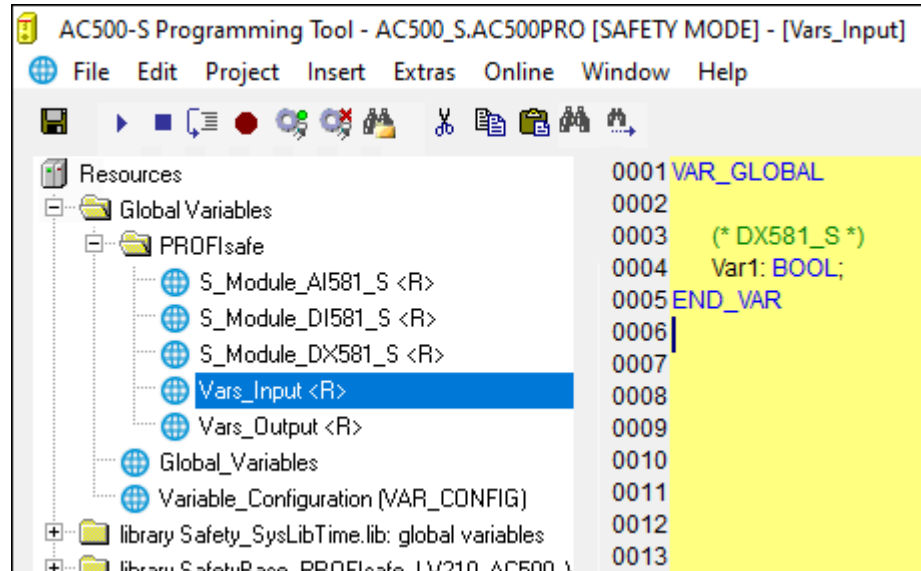 AC500-S Programming Tool - AC500_S.AC500PRO [SAFETY MODE] - [Vars_Input]
File Edit Project Insert Extras Online Window Help
Resources
Global Variables
PROFIsafe
S_Module_AI581_S <R>
S_Module_DI581_S <R>
S_Module_DX581_S <R>
Vars_Input <R>
Vars_Output <R>
Global_Variables
Variable_Configuration (VAR_CONFIG)
library Safety_SysLibTime.lib: global variables
library SafetyBase_PROFIsafe_LV210_AC500_
0001 VAR_GLOBAL
0002
0003 (* DX581_S *)
0004 Var1: BOOL;
0005 END_VAR
0006
0007
0008
0009
0010
0011
0012
0013